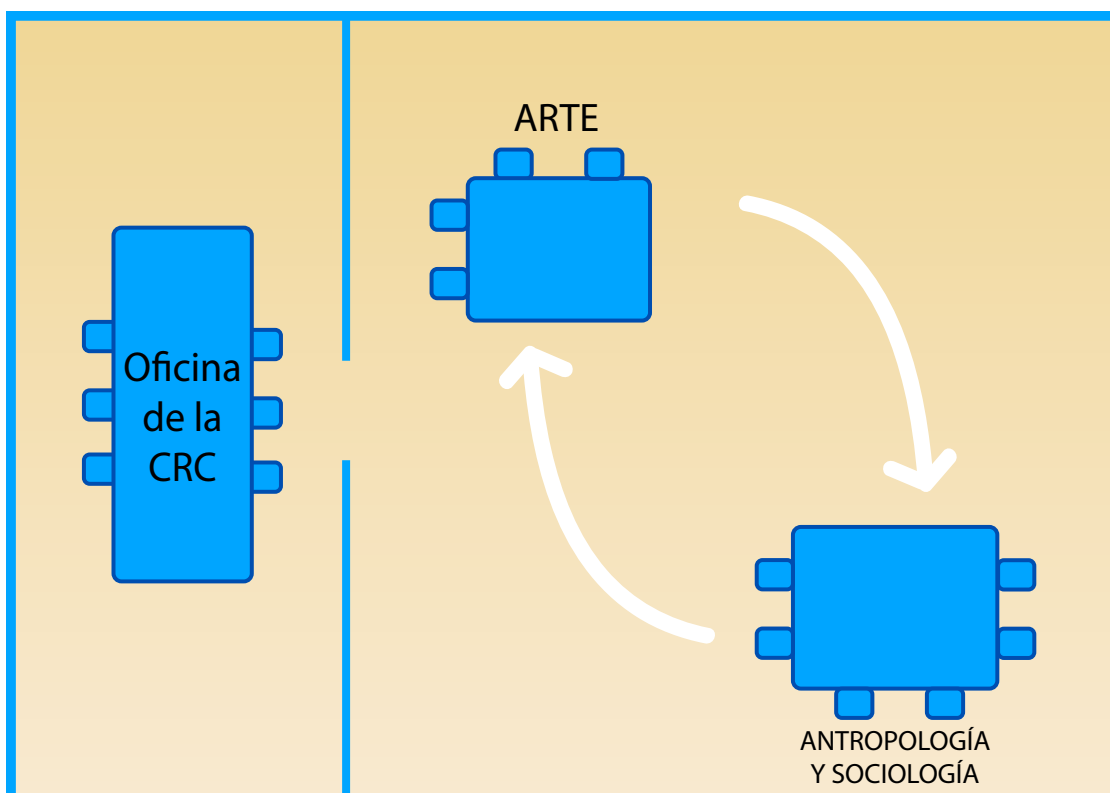 ARTE
Oficina
de la
CRC
ANTROPOLOGÍA
Y SOCIOLOGÍA